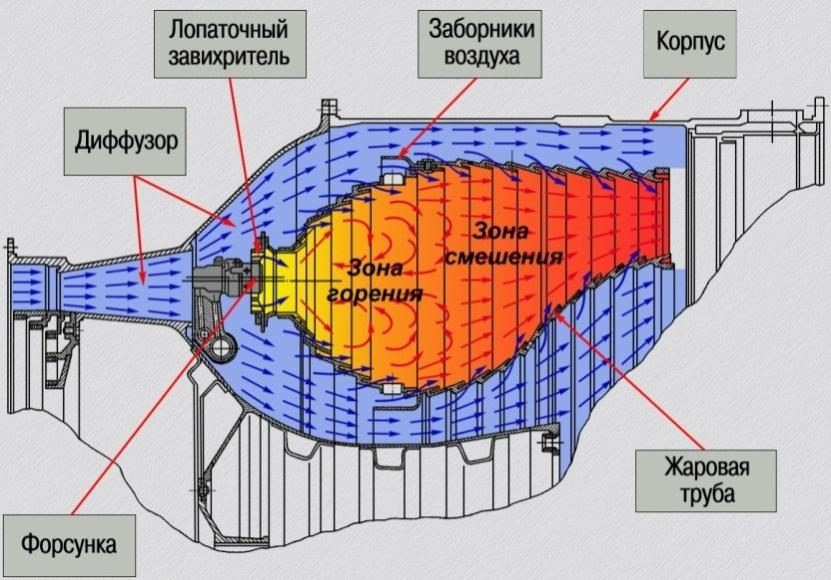 Лопаточный
завихритель
Заборники
воздуха
Корпус
Диффузор
Зона
смешения
Зона
горения
Жаровая
труба
Форсунка